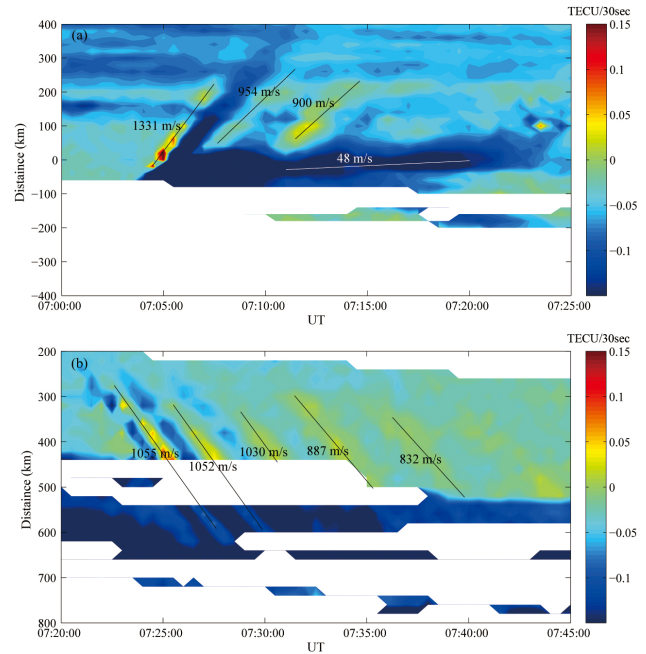 TECU/30sec
(a)
400
300
200
100
0
−100
−200
−300
−400
Distaince (km)
1331 m/s
954 m/s
900 m/s
48 m/s
07:00:00 07:05:00 07:10:00 07:15:00 07:20:00 07:25:00
UT
0.15
0.1
0.05
0
−0.05
−0.1
TECU/30sec
(b)
200
300
400
500
600
700
800
Distaince (km)
1055 m/s
1052 m/s
1030 m/s
887 m/s
832 m/s
07:20:00 07:25:00 07:30:00 07:35:00 07:40:00 07:45:00
UT
0.15
0.1
0.05
0
−0.05
−0.1